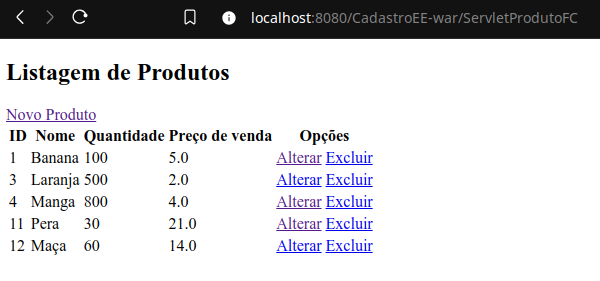 localhost:8080/CadastroEE-war/ServletProdutoFC
Listagem de Produtos
Novo Produto
ID Nome Quantidade Preço de venda Opções
1 Banana 100 5.0 Alterar Excluir
3 Laranja 500 2.0 Alterar Excluir
4 Manga 800 4.0 Alterar Excluir
11 Pera 30 21.0 Alterar Excluir
12 Maça 60 14.0 Alterar Excluir